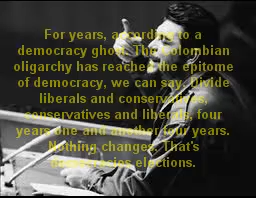 For years, according to a
democracy ghost. The Colombian
oligarchy has reached the epitome
of democracy, we can say. Divide
liberals and conservatives,
conservatives and liberals, four
years one and another four years.
Nothing changes. That's
democracies elections.